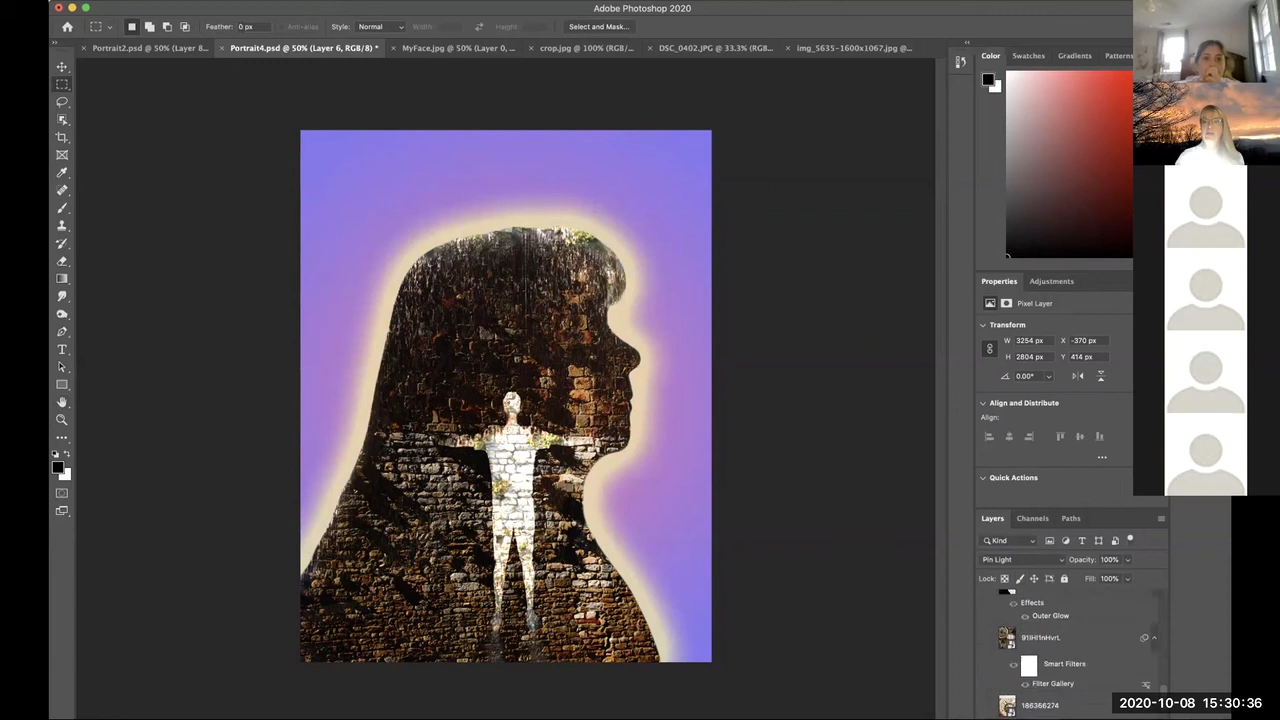 Adobe Photoshop 2020
Feather: 0 px Anti-alias Style: Normal Width: Height: Select and Mask...
Portrait2.psd @ 50% (Layer 8... Portrait4.psd @ 50% (Layer 6, RGB/8) * MyFace.jpg @ 50% (Layer 0, ... crop.jpg @ 100% (RGB/... DSC_0402.JPG @ 33.3% (RGB... img_5635-1600x1067.jpg @...
Color Swatches Gradients Patterns
Properties Adjustments
Pixel Layer
Transform
W 3254 px X -370 px
H 2804 px Y 414 px
0.00°
Align and Distribute
Align:
...
Quick Actions
Layers Channels Paths
Kind
Pin Light Opacity: 100%
Lock: Fill: 100%
Effects
Outer Glow
91IHl1nHvrL
Smart Filters
Filter Gallery
186366274
2020-10-08 15:30:36